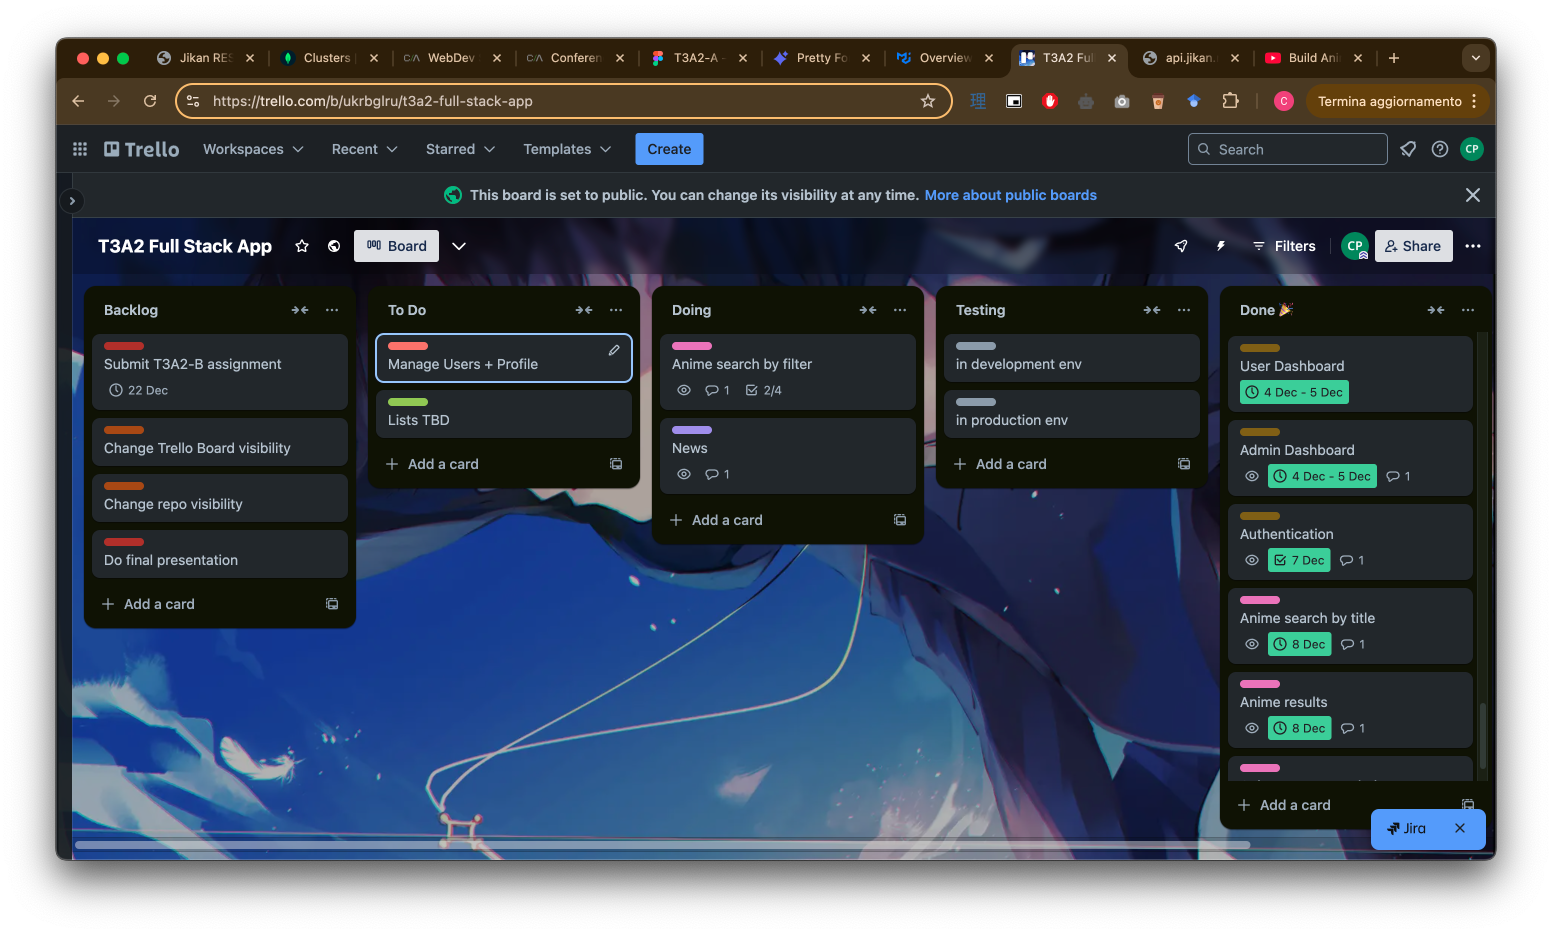 Jikan RES
Clusters
C/A WebDev
C/A Conferen
T3A2-A -
Pretty Fo
Overview
T3A2 Full
api.jikan.
Build Ani
https://trello.com/b/ukrbglru/t3a2-full-stack-app
理
C
Termina aggiornamento
Trello
Workspaces
Recent
Starred
Templates
Create
Search
CP
This board is set to public. You can change its visibility at any time. More about public boards
T3A2 Full Stack App
Board
Filters
CP
Share
Backlog
Submit T3A2-B assignment
22 Dec
Change Trello Board visibility
Change repo visibility
Do final presentation
Add a card
To Do
Manage Users + Profile
Lists TBD
Add a card
Doing
Anime search by filter
1
2/4
News
1
Add a card
Testing
in development env
in production env
Add a card
Done 🎉
User Dashboard
4 Dec - 5 Dec
Admin Dashboard
4 Dec - 5 Dec
1
Authentication
7 Dec
1
Anime search by title
8 Dec
1
Anime results
8 Dec
1
Add a card
Jira